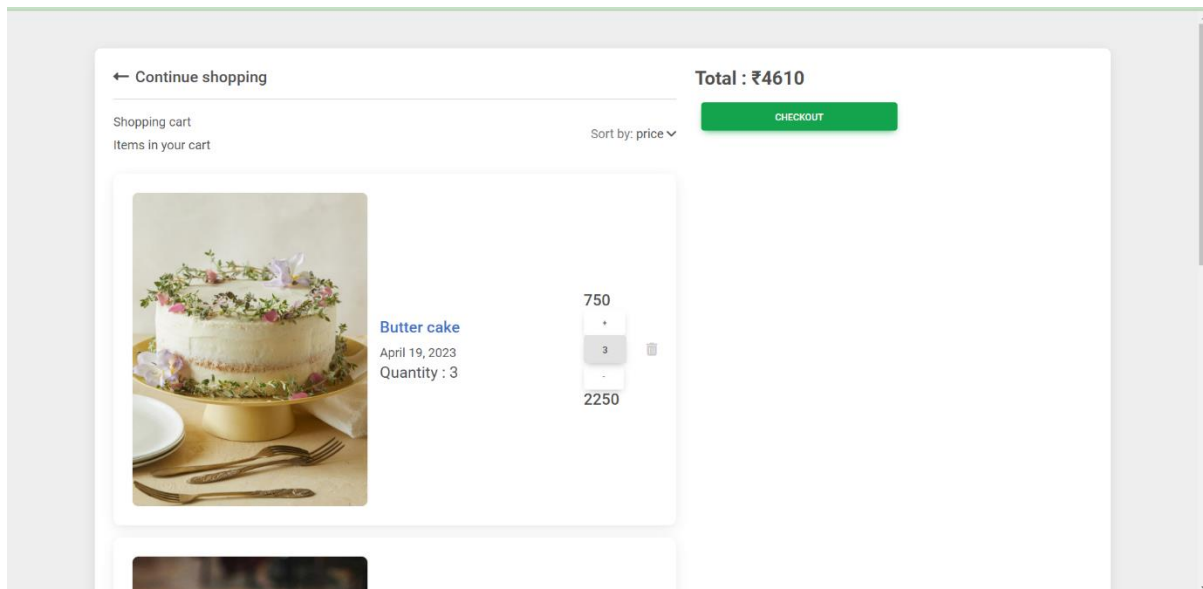 Continue shopping
Total : ₹4610
CHECKOUT
Shopping cart
Items in your cart
Sort by: price
Butter cake
April 19, 2023
Quantity : 3
750
+
3
-
2250